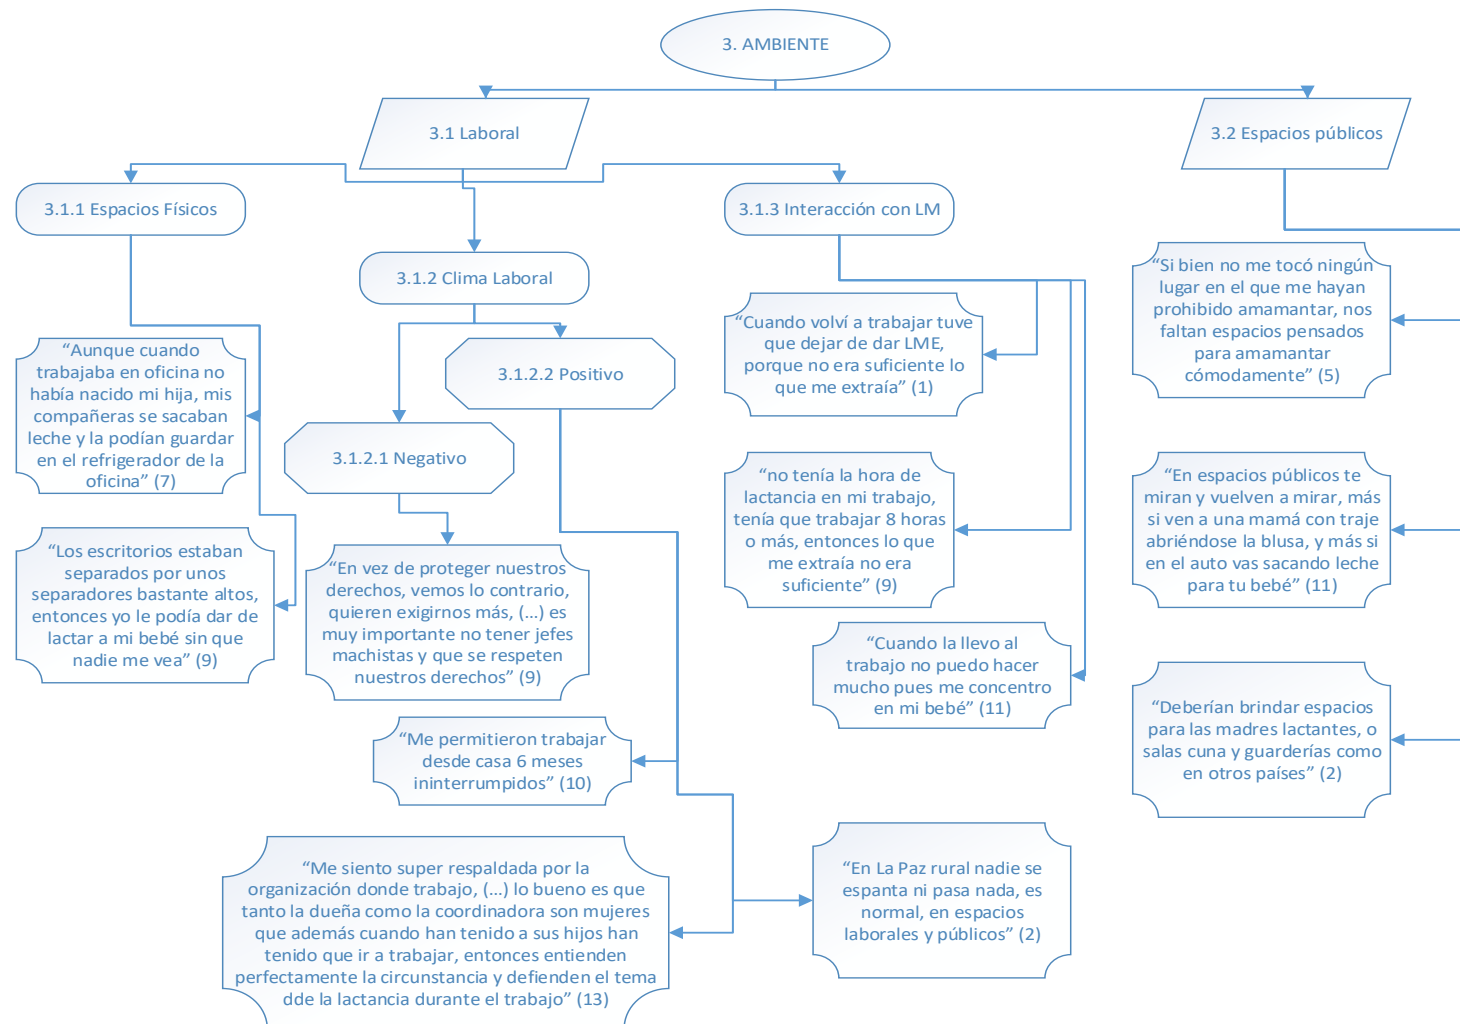 3. AMBIENTE
3.1 Laboral
3.2 Espacios públicos
3.1.1 Espacios Físicos
3.1.3 Interacción con LM
3.1.2 Clima Laboral
3.1.2.2 Positivo
3.1.2.1 Negativo
“Aunque cuando
trabajaba en oficina no
había nacido mi hija, mis
compañeras se sacaban
leche y la podían guardar
en el refrigerador de la
oficina” (7)
“Los escritorios estaban
separados por unos
separadores bastante altos,
entonces yo le podía dar de
lactar a mi bebé sin que
nadie me vea” (9)
“En vez de proteger nuestros
derechos, vemos lo contrario,
quieren exigirnos más, (...) es
muy importante no tener jefes
machistas y que se respeten
nuestros derechos” (9)
“Me permitieron trabajar
desde casa 6 meses
ininterrumpidos” (10)
“Me siento super respaldada por la
organización donde trabajo, (...) lo bueno es que
tanto la dueña como la coordinadora son mujeres
que además cuando han tenido a sus hijos han
tenido que ir a trabajar, entonces entienden
perfectamente la circunstancia y defienden el tema
dde la lactancia durante el trabajo” (13)
“En La Paz rural nadie se
espanta ni pasa nada, es
normal, en espacios
laborales y públicos” (2)
“Cuando volví a trabajar tuve
que dejar de dar LME,
porque no era suficiente lo
que me extraía” (1)
“no tenía la hora de
lactancia en mi trabajo,
tenía que trabajar 8 horas
o más, entonces lo que
me extraía no era
suficiente” (9)
“Cuando la llevo al
trabajo no puedo hacer
mucho pues me concentro
en mi bebé” (11)
“Si bien no me tocó ningún
lugar en el que me hayan
prohibido amamantar, nos
faltan espacios pensados
para amamantar
cómodamente” (5)
“En espacios públicos te
miran y vuelven a mirar, más
si ven a una mamá con traje
abriéndose la blusa, y más si
en el auto vas sacando leche
para tu bebé” (11)
“Deberían brindar espacios
para las madres lactantes, o
salas cuna y guarderías como
en otros países” (2)